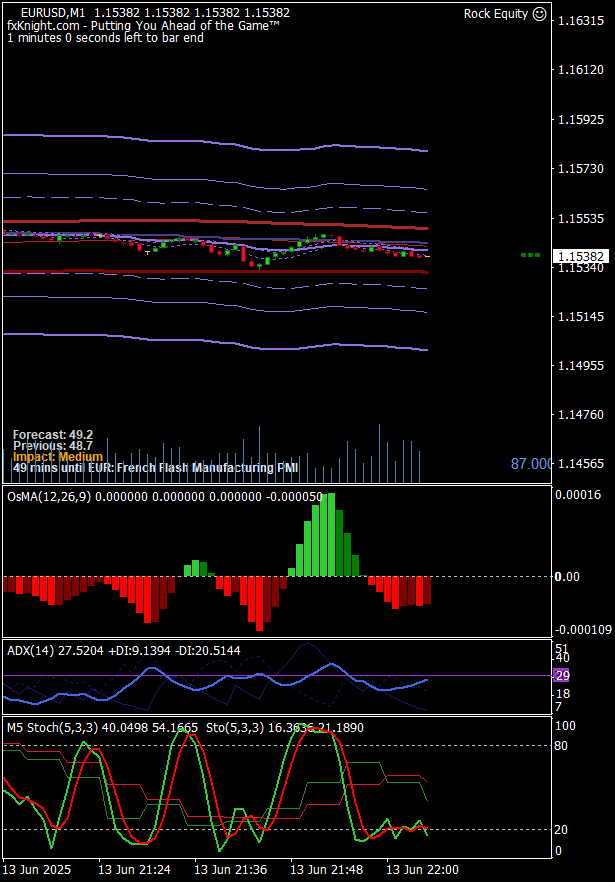 EURUSD,M1 1.15382 1.15382 1.15382 1.15382
Rock Equity ☺
fxKnight.com - Putting You Ahead of the Game™
1 minutes 0 seconds left to bar end
1.16315
1.16120
1.15925
1.15730
1.15535
1.15382
1.15340
1.15145
1.14955
1.14760
1.14565
Forecast: 49.2
Previous: 48.7
Impact: Medium
49 mins until EUR: French Flash Manufacturing PMI
87.000
OsMA(12,26,9) 0.000000 0.000000 0.000000 -0.000050
0.00016
0.00
-0.000109
ADX(14) 27.5204 +DI:9.1394 -DI:20.5144
51
40
29
18
7
M5 Stoch(5,3,3) 40.0498 54.1665 Sto(5,3,3) 16.3636 21.1890
100
80
20
0
13 Jun 2025
13 Jun 21:24
13 Jun 21:36
13 Jun 21:48
13 Jun 22:00